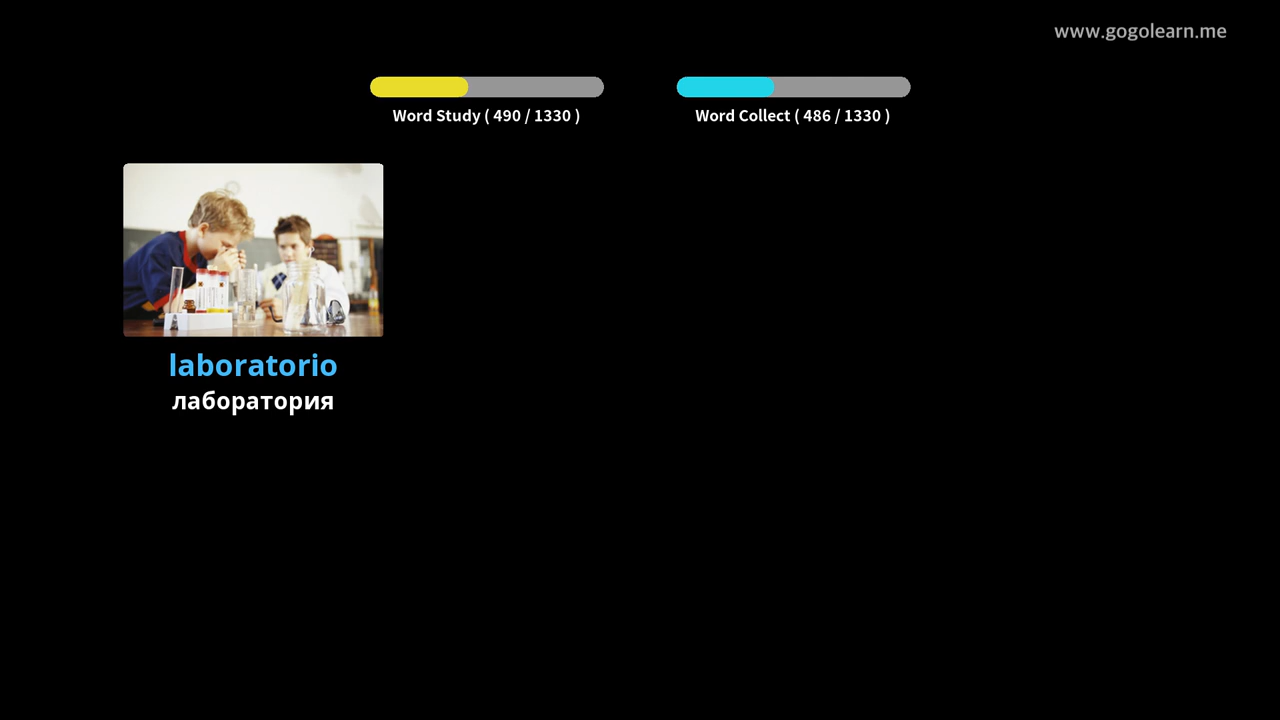 www.gogolearn.me
Word Study ( 490 / 1330 )
Word Collect ( 486 / 1330 )
laboratorio
лаборатория